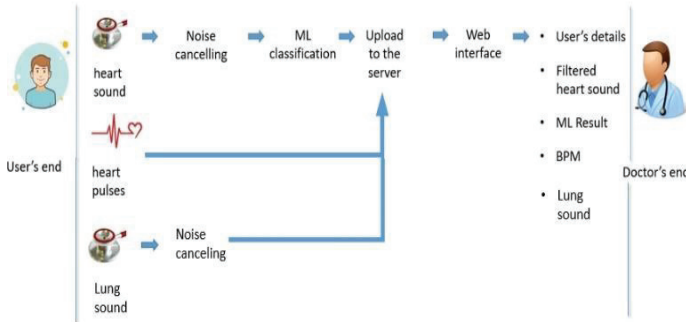 User's end
heart
sound
Noise
cancelling
ML
classification
Upload
to the
server
Web
interface
heart
pulses
Lung
sound
Noise
canceling
• User's details
• Filtered
heart sound
• ML Result
• BPM
• Lung
sound
Doctor's end